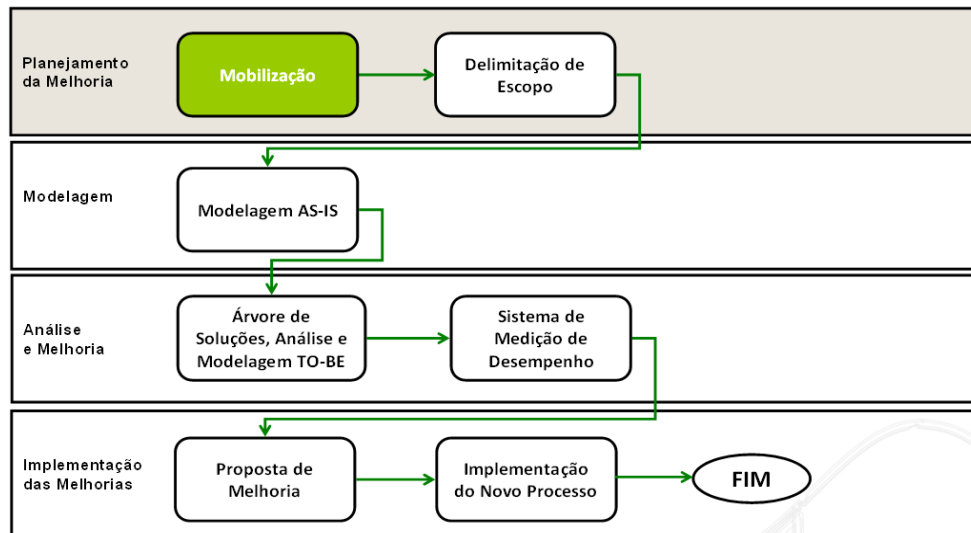 Planejamento
da Melhoria
Mobilização
Delimitação de
Escopo
Modelagem
Modelagem AS-IS
Análise
e Melhoria
Árvore de
Soluções, Análise e
Modelagem TO-BE
Sistema de
Medição de
Desempenho
Implementação
das Melhorias
Proposta de
Melhoria
Implementação
do Novo Processo
FIM